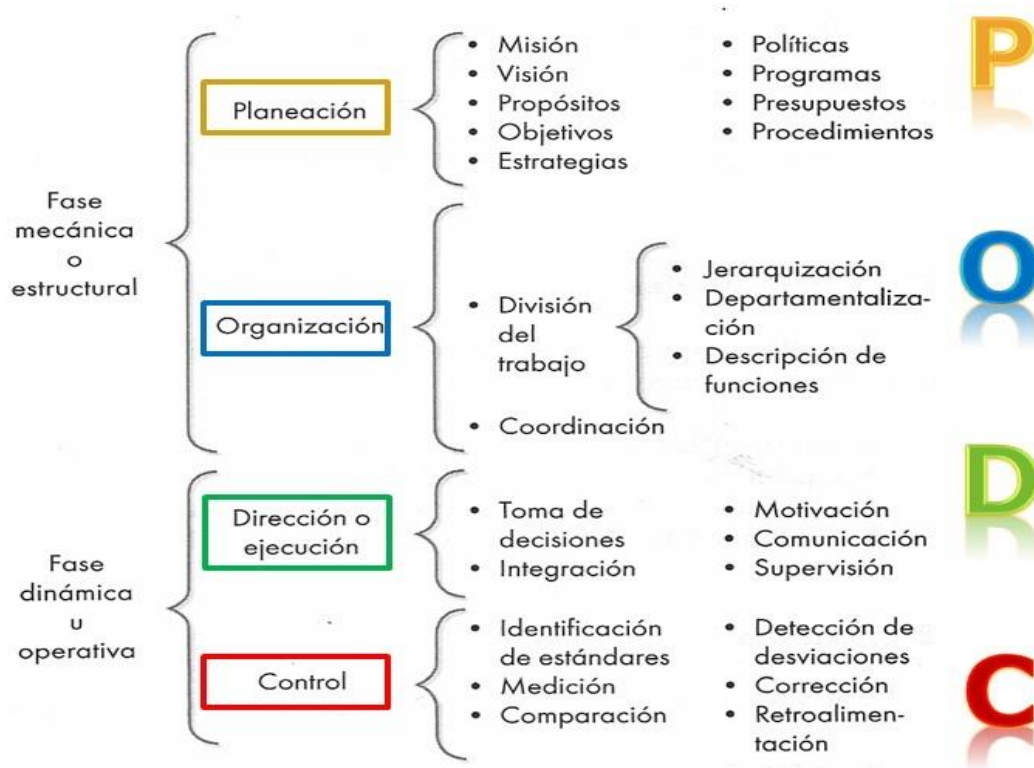 Fase
mecánica
o
estructural
Planeación
• Misión
• Visión
• Propósitos
• Objetivos
• Estrategias
• Políticas
• Programas
• Presupuestos
• Procedimientos
P
Organización
• División
del
trabajo
• Jerarquización
• Departamentaliza-
ción
• Descripción de
funciones
• Coordinación
O
Fase
dinámica
u
operativa
Dirección o
ejecución
• Toma de
decisiones
• Integración
• Motivación
• Comunicación
• Supervisión
D
Control
• Identificación
de estándares
• Medición
• Comparación
• Detección de
desviaciones
• Corrección
• Retroalimen-
tación
C